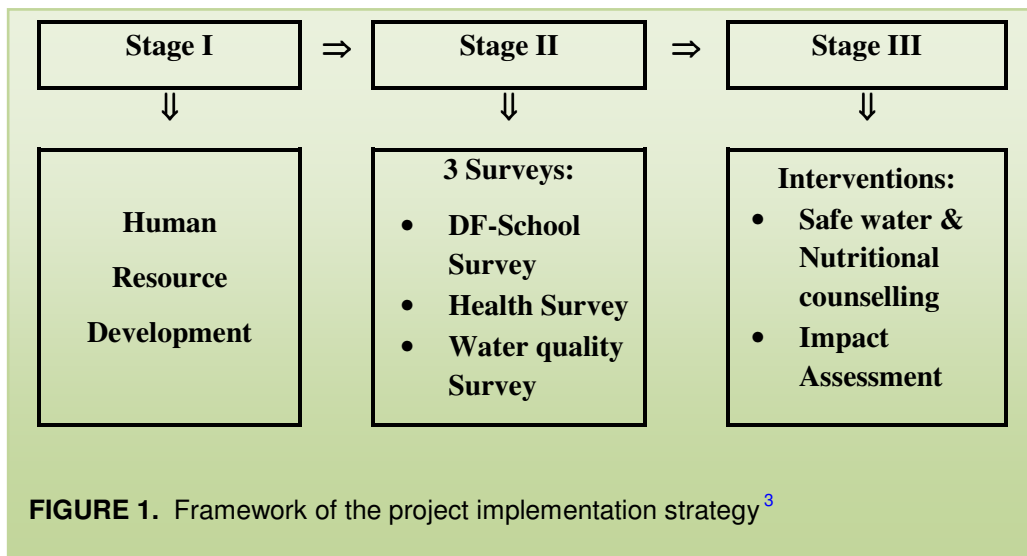 Stage I ⇒ Stage II ⇒ Stage III
⇓ ⇓ ⇓
Human
Resource
Development
3 Surveys:
• DF-School
Survey
• Health Survey
• Water quality
Survey
Interventions:
• Safe water &
Nutritional
counselling
• Impact
Assessment
FIGURE 1. Framework of the project implementation strategy 3